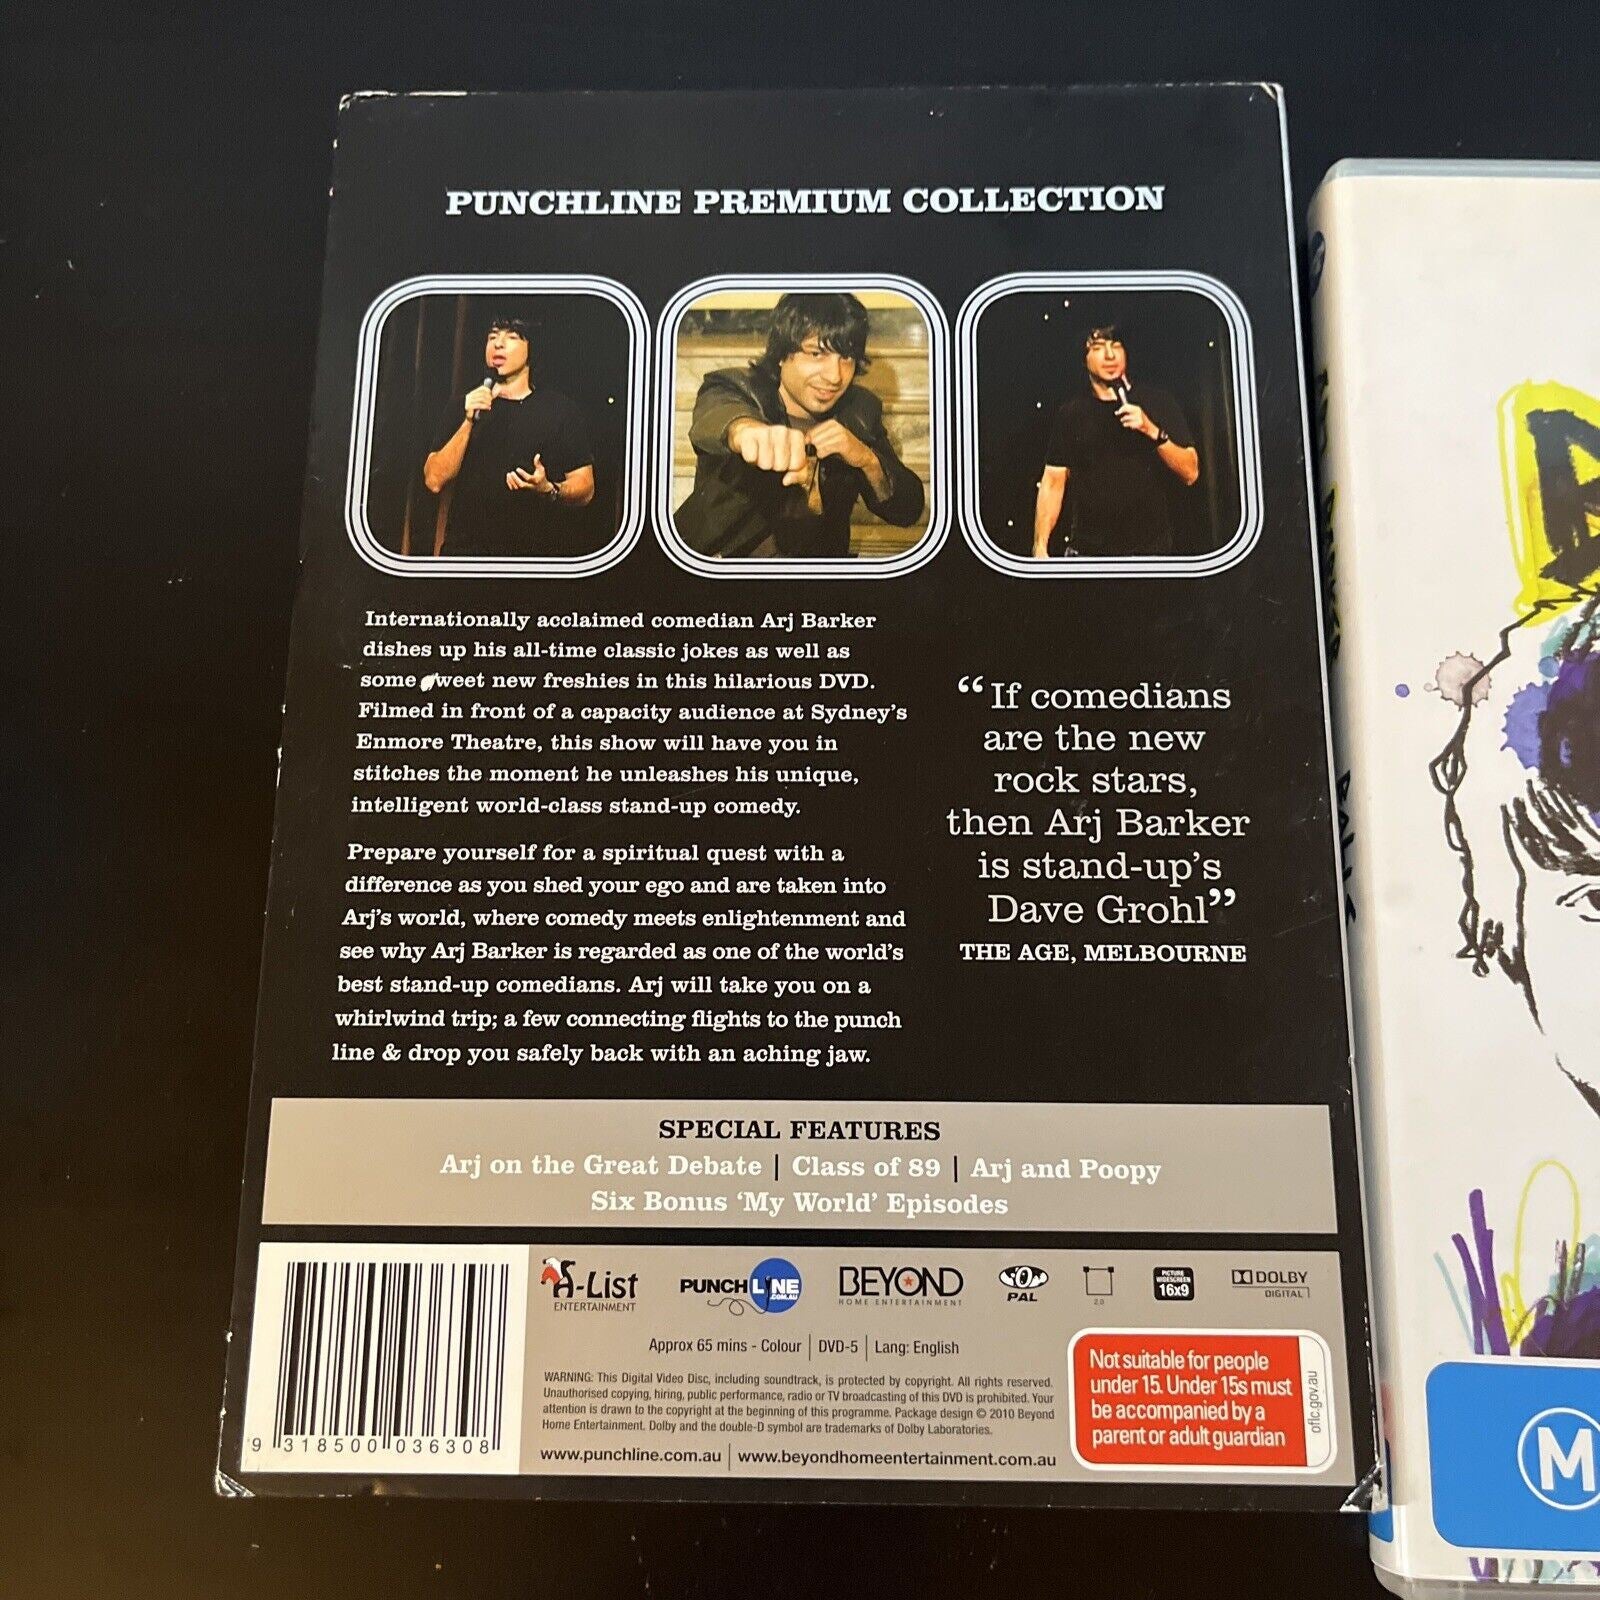 PUNCHLINE PREMIUM COLLECTION
Internationally acclaimed comedian Arj Barker
dishes up his all-time classic jokes as well as
some weet new freshies in this hilarious DVD.
Filmed in front of a capacity audience at Sydney's
Enmore Theatre, this show will have you in
stitches the moment he unleashes his unique,
intelligent world-class stand-up comedy.
Prepare yourself for a spiritual quest with a
difference as you shed your ego and are taken into
Arj's world, where comedy meets enlightenment and
see why Arj Barker is regarded as one of the world's
best stand-up comedians. Arj will take you on a
whirlwind trip; a few connecting flights to the punch
line & drop you safely back with an aching jaw.
“If comedians
are the new
rock stars,
then Arj Barker
is stand-up's
Dave Grohl”
THE AGE, MELBOURNE
SPECIAL FEATURES
Arj on the Great Debate | Class of 89 | Arj and Poopy
Six Bonus ‘My World’ Episodes
9 318500 036308
A-List
ENTERTAINMENT
PUNCHLINE
.COM.AU
BEYOND
HOME ENTERTAINMENT
PAL
2.0
PICTURE
WIDESCREEN
16x9
DOLBY
DIGITAL
Approx 65 mins - Colour | DVD-5 | Lang: English
WARNING: This Digital Video Disc, including soundtrack, is protected by copyright. All rights reserved.
Unauthorised copying, hiring, public performance, radio or TV broadcasting of this DVD is prohibited. Your
attention is drawn to the copyright at the beginning of this programme. Package design © 2010 Beyond
Home Entertainment. Dolby and the double-D symbol are trademarks of Dolby Laboratories.
www.punchline.com.au | www.beyondhomeentertainment.com.au
Not suitable for people
under 15. Under 15s must
be accompanied by a
parent or adult guardian
oflc.gov.au
M